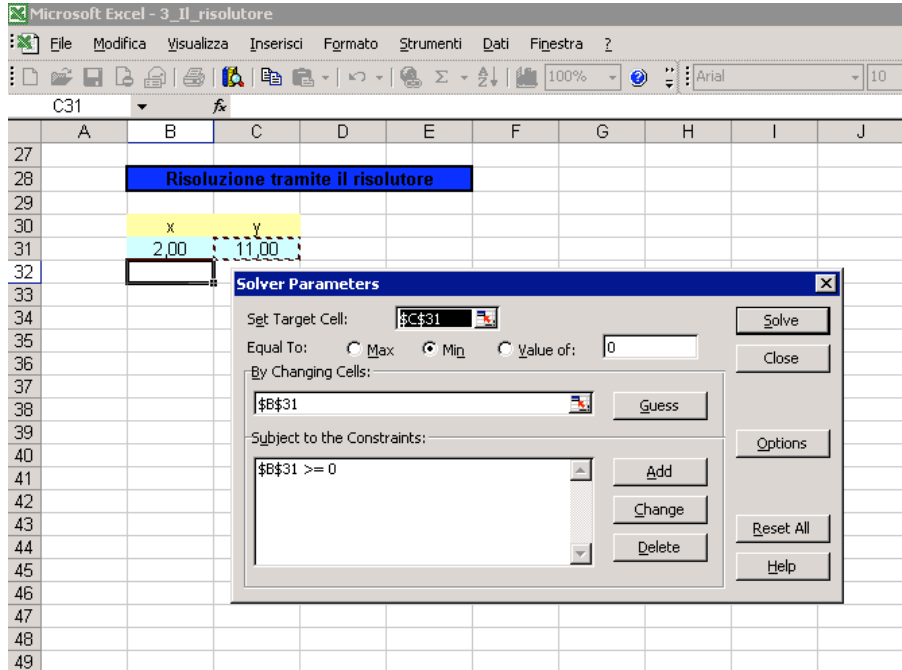 Microsoft Excel - 3_Il_risolutore
File Modifica Visualizza Inserisci Formato Strumenti Dati Finestra ?
100% Arial 10
C31 fx
A B C D E F G H I J
27
28 Risoluzione tramite il risolutore
29
30 x y
31 2,00 11,00
32
33
34
35
36
37
38
39
40
41
42
43
44
45
46
47
48
49
Solver Parameters
Set Target Cell: $C$31 Solve
Equal To: Max Min Value of: 0 Close
By Changing Cells:
$B$31 Guess
Subject to the Constraints: Options
$B$31 >= 0 Add
Change
Reset All
Delete
Help